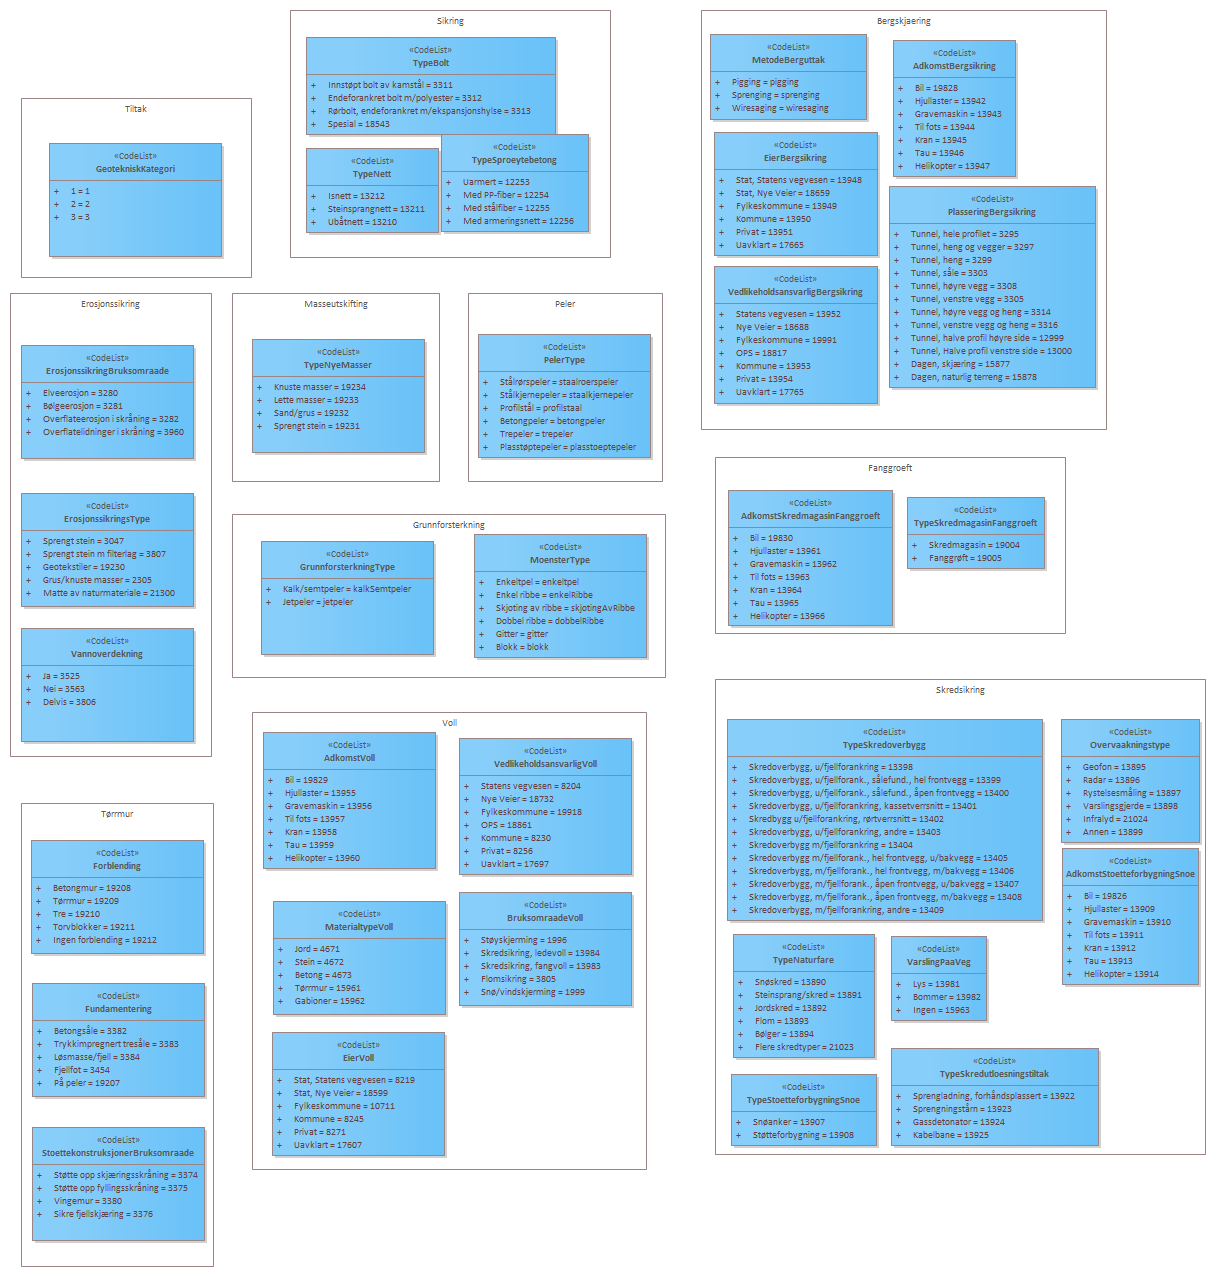 Tiltak
«CodeList»
GeotekniskKategori
+ 1 = 1
+ 2 = 2
+ 3 = 3
Sikring
«CodeList»
TypeBolt
+ Innstøpt bolt av kamstål = 3311
+ Endeforankret bolt m/polyester = 3312
+ Rørbolt, endeforankret m/ekspansjonshylse = 3313
+ Spesial = 18543
«CodeList»
TypeNett
+ Isnett = 13212
+ Steinsprangnett = 13211
+ Ubåtnett = 13210
«CodeList»
TypeSproeytebetong
+ Uarmert = 12253
+ Med PP-fiber = 12254
+ Med stålfiber = 12255
+ Med armeringsnett = 12256
Bergskjaering
«CodeList»
MetodeBerguttak
+ Pigging = pigging
+ Sprenging = sprenging
+ Wiresaging = wiresaging
«CodeList»
AdkomstBergsikring
+ Bil = 19828
+ Hjullaster = 13942
+ Gravemaskin = 13943
+ Til fots = 13944
+ Kran = 13945
+ Tau = 13946
+ Helikopter = 13947
«CodeList»
EierBergsikring
+ Stat, Statens vegvesen = 13948
+ Stat, Nye Veier = 18659
+ Fylkeskommune = 13949
+ Kommune = 13950
+ Privat = 13951
+ Uavklart = 17665
«CodeList»
PlasseringBergsikring
+ Tunnel, hele profilet = 3295
+ Tunnel, heng og vegger = 3297
+ Tunnel, heng = 3299
+ Tunnel, såle = 3303
+ Tunnel, høyre vegg = 3308
+ Tunnel, venstre vegg = 3305
+ Tunnel, høyre vegg og heng = 3314
+ Tunnel, venstre vegg og heng = 3316
+ Tunnel, halve profil høyre side = 12999
+ Tunnel, Halve profil venstre side = 13000
+ Dagen, skjæring = 15877
+ Dagen, naturlig terreng = 15878
«CodeList»
VedlikeholdsansvarligBergsikring
+ Statens vegvesen = 13952
+ Nye Veier = 18688
+ Fylkeskommune = 19991
+ OPS = 18817
+ Kommune = 13953
+ Privat = 13954
+ Uavklart = 17765
Erosjonssikring
«CodeList»
ErosjonssikringBruksomraade
+ Elveerosjon = 3280
+ Bølgeerosjon = 3281
+ Overflateerosjon i skråning = 3282
+ Overflatelidninger i skråning = 3960
«CodeList»
ErosjonssikringsType
+ Sprengt stein = 3047
+ Sprengt stein m filterlag = 3807
+ Geotekstiler = 19230
+ Grus/knuste masser = 2305
+ Matte av naturmateriale = 21300
«CodeList»
Vannoverdekning
+ Ja = 3525
+ Nei = 3563
+ Delvis = 3806
Masseutskifting
«CodeList»
TypeNyeMasser
+ Knuste masser = 19234
+ Lette masser = 19233
+ Sand/grus = 19232
+ Sprengt stein = 19231
Peler
«CodeList»
PelerType
+ Stålrørspeler = staalroerspeler
+ Stålkjernepeler = staalkjernepeler
+ Profilstål = profilstaal
+ Betongpeler = betongpeler
+ Trepeler = trepeler
+ Plasstøptepeler = plasstoeptepeler
Grunnforsterkning
«CodeList»
GrunnforsterkningType
+ Kalk/semtpeler = kalkSemtpeler
+ Jetpeler = jetpeler
«CodeList»
MoensterType
+ Enkeltpel = enkeltpel
+ Enkel ribbe = enkelRibbe
+ Skjøting av ribbe = skjotingAvRibbe
+ Dobbel ribbe = dobbelRibbe
+ Gitter = gitter
+ Blokk = blokk
Fanggroeft
«CodeList»
AdkomstSkredmagasinFanggroeft
+ Bil = 19830
+ Hjullaster = 13961
+ Gravemaskin = 13962
+ Til fots = 13963
+ Kran = 13964
+ Tau = 13965
+ Helikopter = 13966
«CodeList»
TypeSkredmagasinFanggroeft
+ Skredmagasin = 19004
+ Fanggrøft = 19005
Voll
«CodeList»
AdkomstVoll
+ Bil = 19829
+ Hjullaster = 13955
+ Gravemaskin = 13956
+ Til fots = 13957
+ Kran = 13958
+ Tau = 13959
+ Helikopter = 13960
«CodeList»
VedlikeholdsansvarligVoll
+ Statens vegvesen = 8204
+ Nye Veier = 18732
+ Fylkeskommune = 19918
+ OPS = 18861
+ Kommune = 8230
+ Privat = 8256
+ Uavklart = 17697
«CodeList»
MaterialtypeVoll
+ Jord = 4671
+ Stein = 4672
+ Betong = 4673
+ Tørrmur = 15961
+ Gabioner = 15962
«CodeList»
BruksomraadeVoll
+ Støyskjerming = 1996
+ Skredsikring, ledevoll = 13984
+ Skredsikring, fangvoll = 13983
+ Flomsikring = 3805
+ Snø/vindskjerming = 1999
«CodeList»
EierVoll
+ Stat, Statens vegvesen = 8219
+ Stat, Nye Veier = 18599
+ Fylkeskommune = 10711
+ Kommune = 8245
+ Privat = 8271
+ Uavklart = 17607
Tørrmur
«CodeList»
Forblending
+ Betongmur = 19208
+ Tørrmur = 19209
+ Tre = 19210
+ Torvblokker = 19211
+ Ingen forblending = 19212
«CodeList»
Fundamentering
+ Betongsåle = 3382
+ Trykkimpregnert tresåle = 3383
+ Løsmasse/fjell = 3384
+ Fjellfot = 3454
+ På peler = 19207
«CodeList»
StoettekonstruksjonerBruksomraade
+ Støtte opp skjæringsskråning = 3374
+ Støtte opp fyllingsskråning = 3375
+ Vingemur = 3380
+ Sikre fjellskjæring = 3376
Skredsikring
«CodeList»
TypeSkredoverbygg
+ Skredoverbygg, u/fjellforankring = 13398
+ Skredoverbygg, u/fjellforank., sålefund., hel frontvegg = 13399
+ Skredoverbygg, u/fjellforank., sålefund., åpen frontvegg = 13400
+ Skredoverbygg, u/fjellforankring, kassetverrsnitt = 13401
+ Skredbygg u/fjellforankring, rørtverrsnitt = 13402
+ Skredoverbygg, u/fjellforankring, andre = 13403
+ Skredoverbygg m/fjellforankring = 13404
+ Skredoverbygg m/fjellforank., hel frontvegg, u/bakvegg = 13405
+ Skredoverbygg, m/fjellforank., hel frontvegg, m/bakvegg = 13406
+ Skredoverbygg, m/fjellforank., åpen frontvegg, u/bakvegg = 13407
+ Skredoverbygg, m/fjellforank., åpen frontvegg, m/bakvegg = 13408
+ Skredoverbygg, m/fjellforankring, andre = 13409
«CodeList»
Overvaakningstype
+ Geofon = 13895
+ Radar = 13896
+ Rystelsesmåling = 13897
+ Varslingsgjerde = 13898
+ Infralyd = 21024
+ Annen = 13899
«CodeList»
AdkomstStoetteforbygningSnoe
+ Bil = 19826
+ Hjullaster = 13909
+ Gravemaskin = 13910
+ Til fots = 13911
+ Kran = 13912
+ Tau = 13913
+ Helikopter = 13914
«CodeList»
TypeNaturfare
+ Snøskred = 13890
+ Steinsprang/skred = 13891
+ Jordskred = 13892
+ Flom = 13893
+ Bølger = 13894
+ Flere skredtyper = 21023
«CodeList»
VarslingPaaVeg
+ Lys = 13981
+ Bommer = 13982
+ Ingen = 15963
«CodeList»
TypeStoetteforbygningSnoe
+ Snøanker = 13907
+ Støtteforbygning = 13908
«CodeList»
TypeSkredutloesningstiltak
+ Sprengladning, forhåndsplassert = 13922
+ Sprengningstårn = 13923
+ Gassdetonator = 13924
+ Kabelbane = 13925